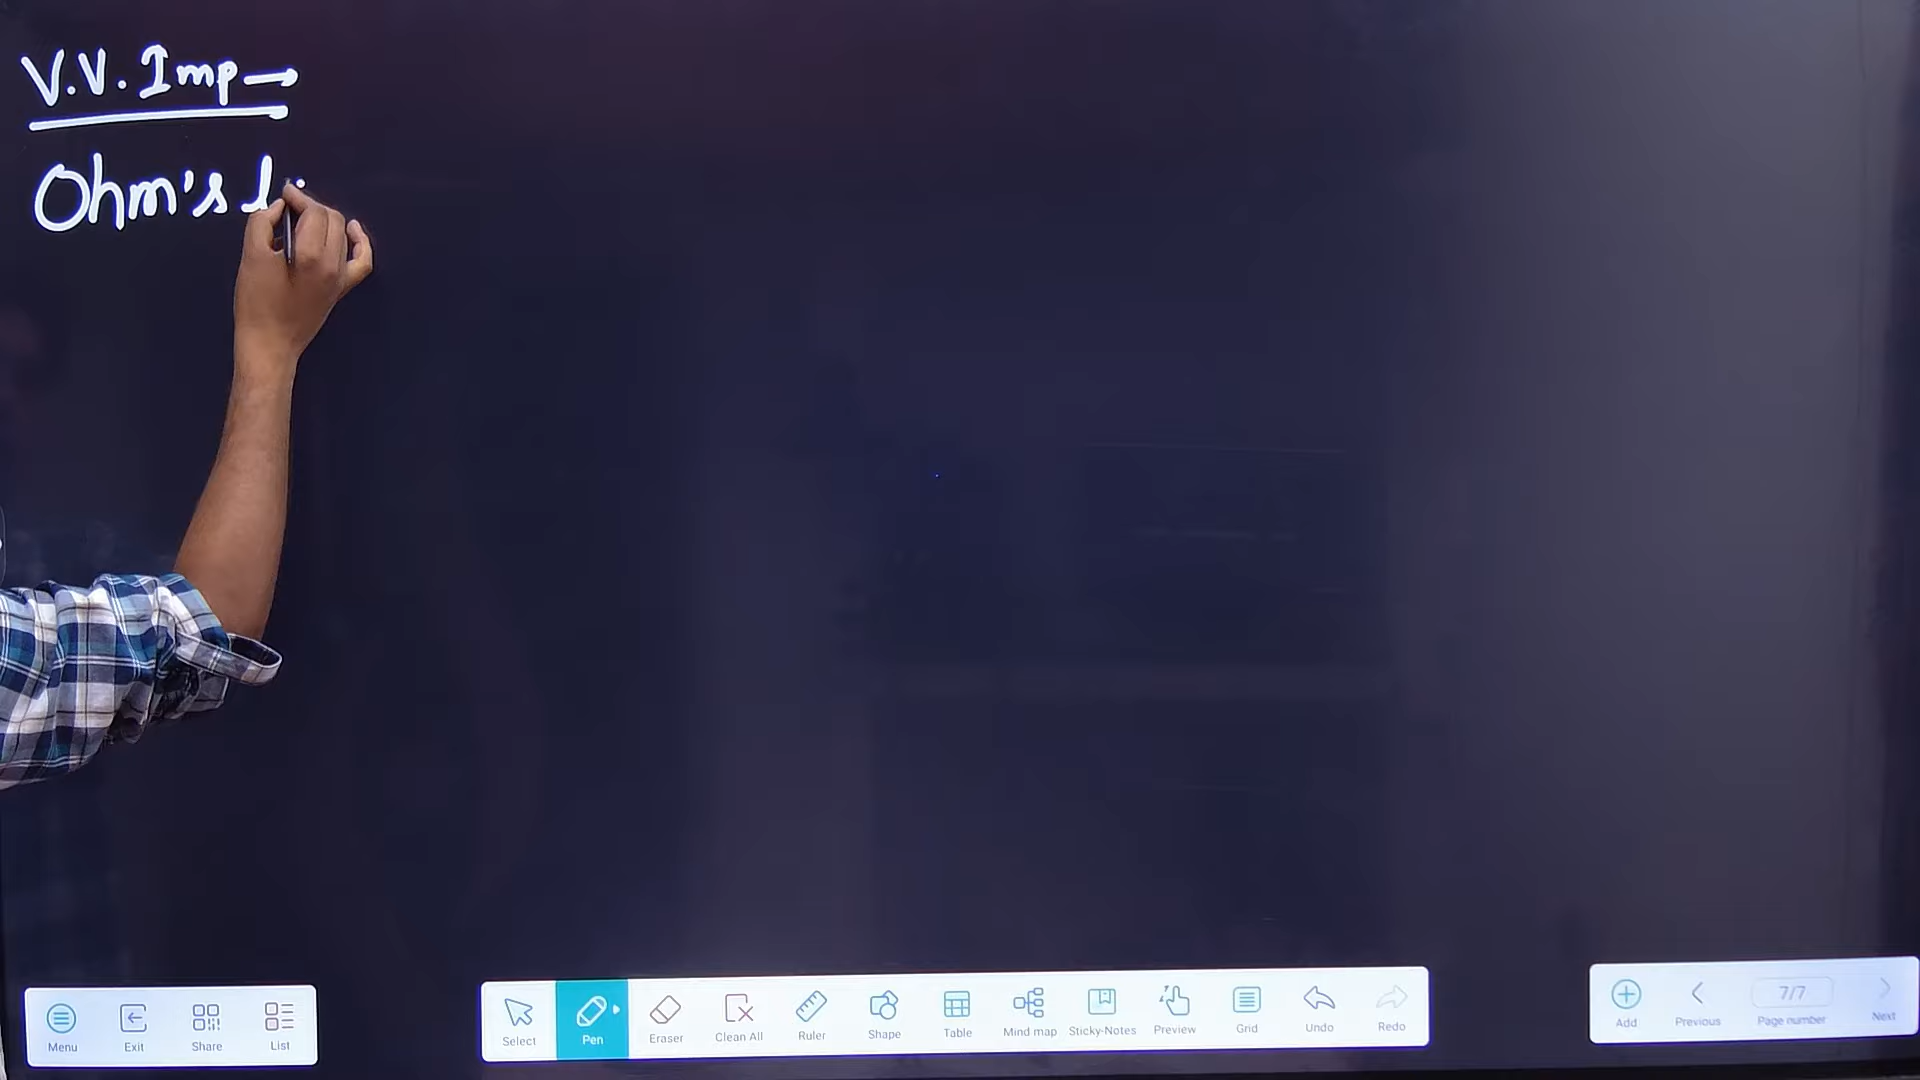 V.V. Imp →
Ohm's
Menu Exit Share List
Select Pen Eraser Clean All Ruler Shape Table Mind map Sticky-Notes Preview Grid Undo Redo
Add Previous 7/7 Page number Next